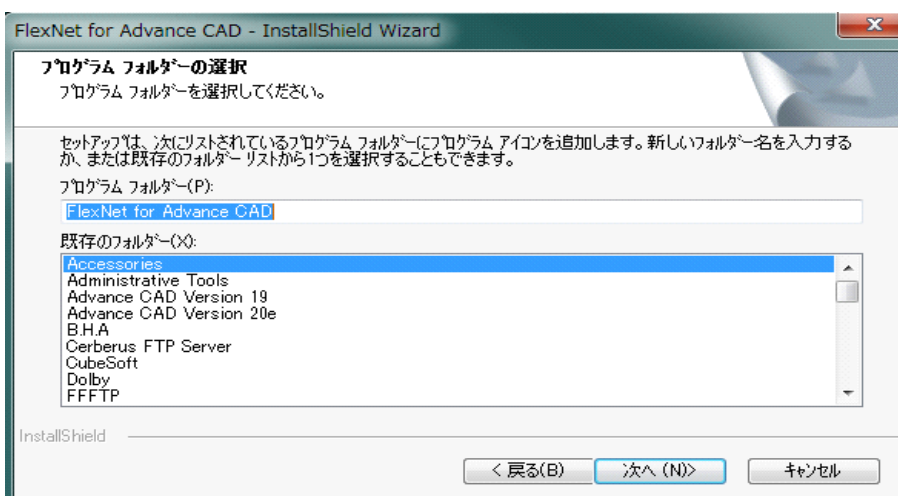 FlexNet for Advance CAD - InstallShield Wizard
プログラム フォルダーの選択
プログラム フォルダーを選択してください。
セットアップは、次にリストされているプログラム フォルダーにプログラム アイコンを追加します。新しいフォルダー名を入力する
か、または既存のフォルダー リストから1つを選択することもできます。
プログラム フォルダー(P):
FlexNet for Advance CAD
既存のフォルダー(X):
Accessories
Administrative Tools
Advance CAD Version 19
Advance CAD Version 20e
B.H.A
Cerberus FTP Server
CubeSoft
Dolby
FFFTP
InstallShield
< 戻る(B)
次へ (N)>
キャンセル